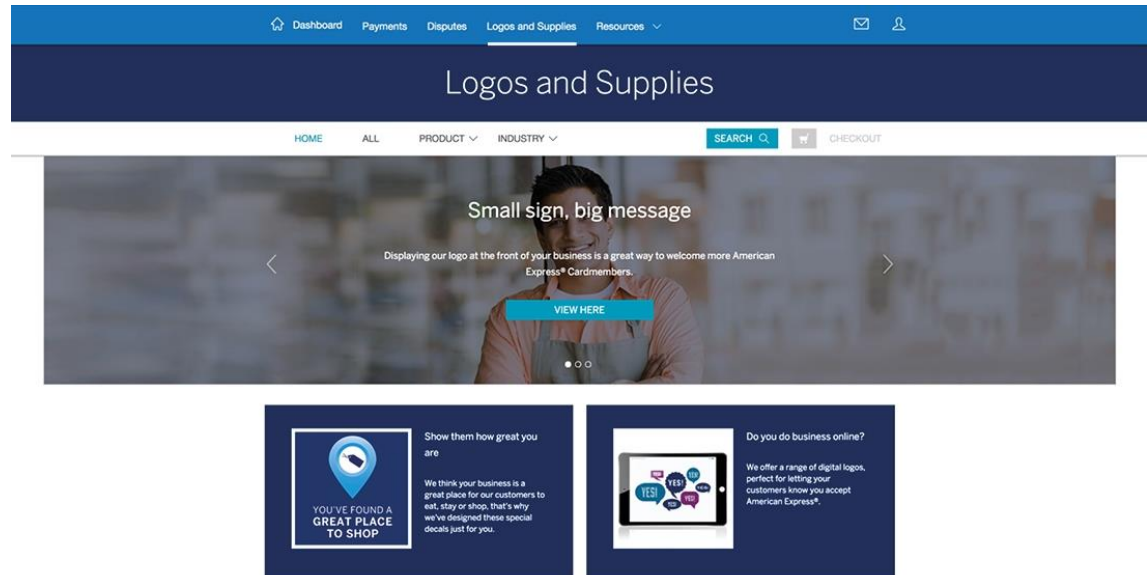 Dashboard Payments Disputes Logos and Supplies Resources
Logos and Supplies
HOME ALL PRODUCT INDUSTRY SEARCH CHECKOUT
Small sign, big message
Displaying our logo at the front of your business is a great way to welcome more American
Express® Cardmembers.
VIEW HERE
YOU'VE FOUND A
GREAT PLACE
TO SHOP
Show them how great you
are
We think your business is a
great place for our customers to
eat, stay or shop, that's why
we've designed these special
decals just for you.
YES!
YES!
YES!
YES!
Do you do business online?
We offer a range of digital logos,
perfect for letting your
customers know you accept
American Express®.